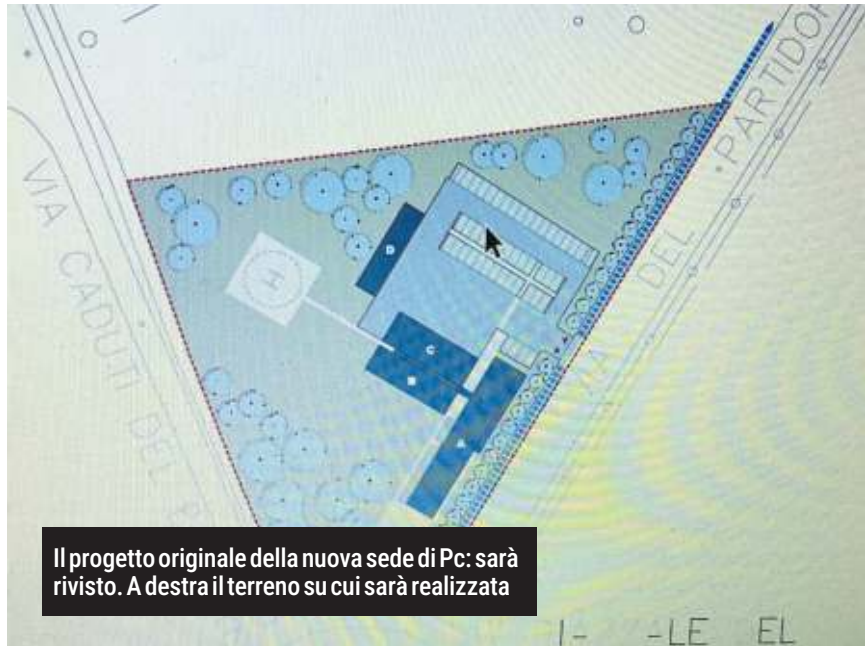 VIA CADUTI DEL
VIA DEL PARTIDOR
H
D
C
B
A
Il progetto originale della nuova sede di Pc: sarà
rivisto. A destra il terreno su cui sarà realizzata